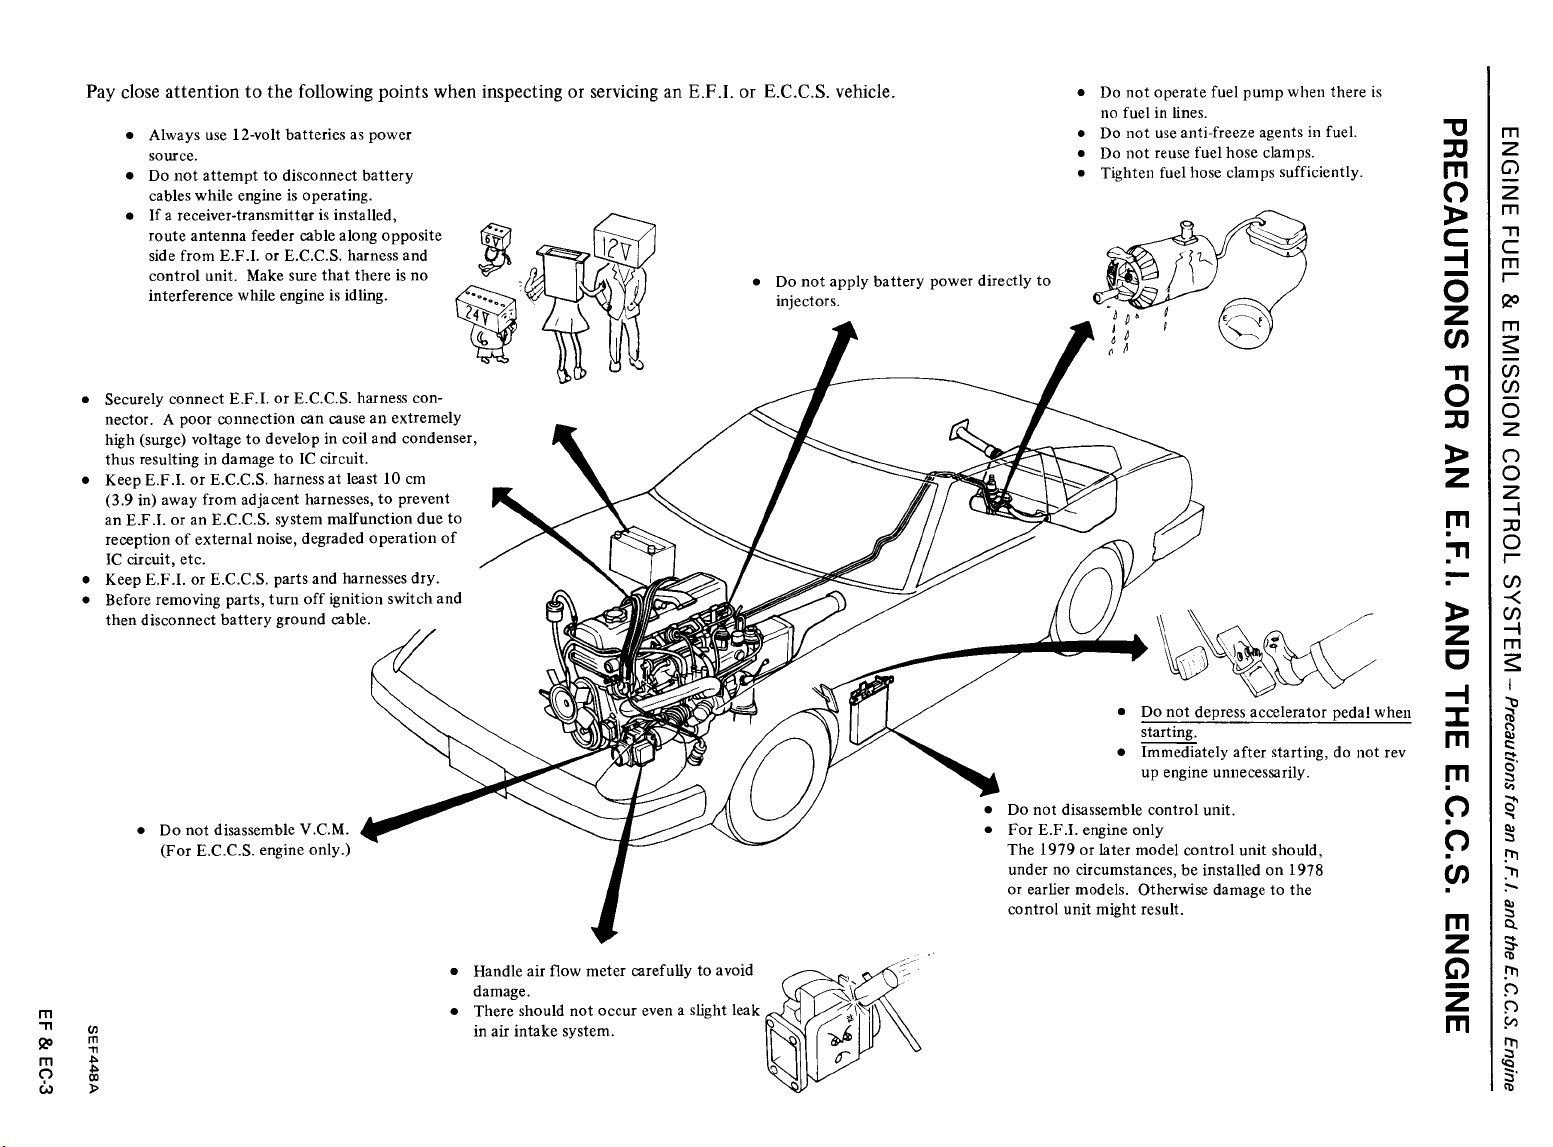 ENGINE FUEL & EMISSION CONTROL SYSTEM – Precautions for an E.F.I. and the E.C.C.S. Engine
PRECAUTIONS FOR AN E.F.I. AND THE E.C.C.S. ENGINE
Pay close attention to the following points when inspecting or servicing an E.F.I. or E.C.C.S. vehicle.
• Always use 12-volt batteries as power
source.
• Do not attempt to disconnect battery
cables while engine is operating.
• If a receiver-transmitter is installed,
route antenna feeder cable along opposite
side from E.F.I. or E.C.C.S. harness and
control unit. Make sure that there is no
interference while engine is idling.
6V
12V
24V
• Do not apply battery power directly to
injectors.
• Do not operate fuel pump when there is
no fuel in lines.
• Do not use anti-freeze agents in fuel.
• Do not reuse fuel hose clamps.
• Tighten fuel hose clamps sufficiently.
E F
• Securely connect E.F.I. or E.C.C.S. harness con-
nector. A poor connection can cause an extremely
high (surge) voltage to develop in coil and condenser,
thus resulting in damage to IC circuit.
• Keep E.F.I. or E.C.C.S. harness at least 10 cm
(3.9 in) away from adjacent harnesses, to prevent
an E.F.I. or an E.C.C.S. system malfunction due to
reception of external noise, degraded operation of
IC circuit, etc.
• Keep E.F.I. or E.C.C.S. parts and harnesses dry.
• Before removing parts, turn off ignition switch and
then disconnect battery ground cable.
• Do not depress accelerator pedal when
starting.
• Immediately after starting, do not rev
up engine unnecessarily.
• Do not disassemble control unit.
• For E.F.I. engine only
The 1979 or later model control unit should,
under no circumstances, be installed on 1978
or earlier models. Otherwise damage to the
control unit might result.
• Do not disassemble V.C.M.
(For E.C.C.S. engine only.)
• Handle air flow meter carefully to avoid
damage.
• There should not occur even a slight leak
in air intake system.
SEF448A
EF & EC-3